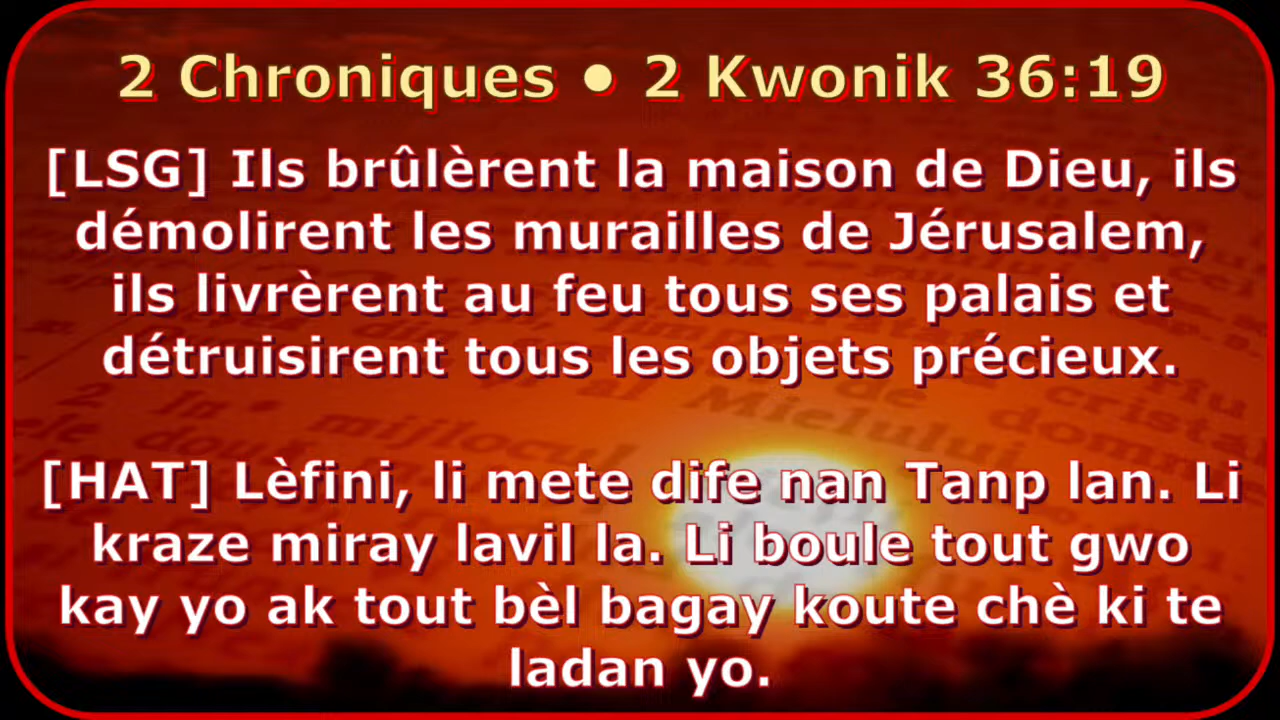 2 Chroniques • 2 Kwonik 36:19
[LSG] Ils brûlèrent la maison de Dieu, ils
démolirent les murailles de Jérusalem,
ils livrèrent au feu tous ses palais et
détruisirent tous les objets précieux.
[HAT] Lèfini, li mete dife nan Tanp lan. Li
kraze miray lavil la. Li boule tout gwo
kay yo ak tout bèl bagay koute chè ki te
ladan yo.